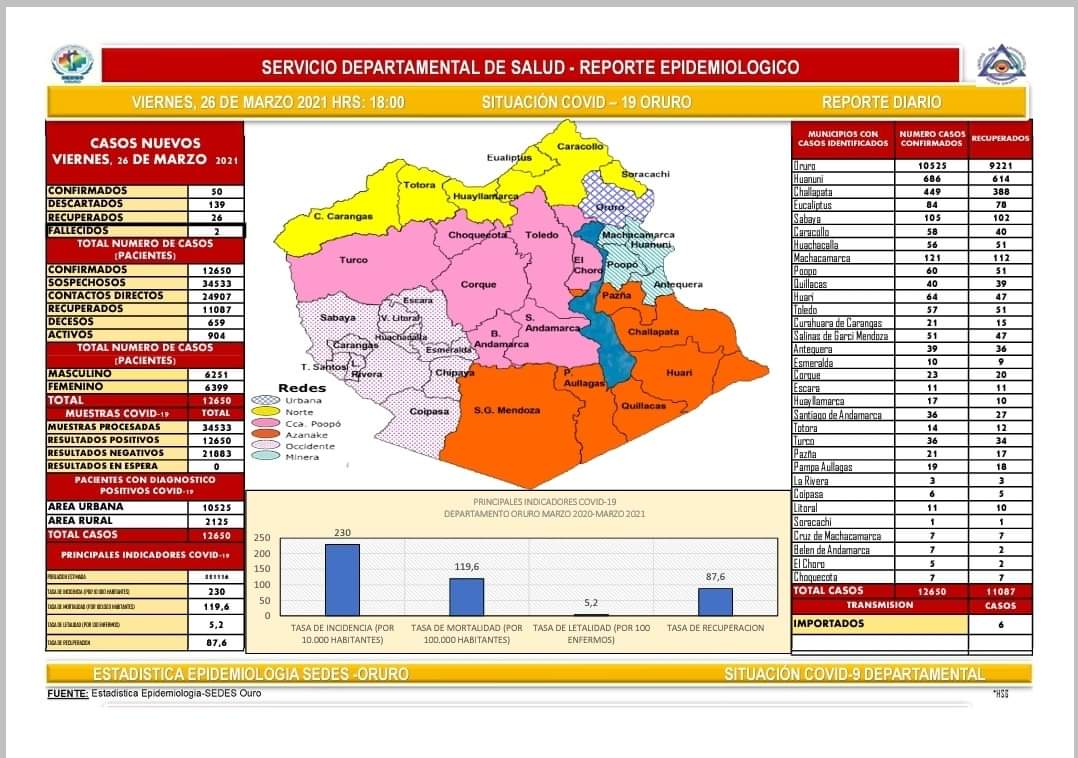 SERVICIO DEPARTAMENTAL DE SALUD - REPORTE EPIDEMIOLOGICO
VIERNES, 26 DE MARZO 2021 HRS: 18:00 SITUACIÓN COVID – 19 ORURO REPORTE DIARIO
CASOS NUEVOS
VIERNES, 26 DE MARZO 2021
CONFIRMADOS 50
DESCARTADOS 139
RECUPERADOS 26
FALLECIDOS 2
TOTAL NUMERO DE CASOS
(PACIENTES)
CONFIRMADOS 12650
SOSPECHOSOS 34533
CONTACTOS DIRECTOS 24907
RECUPERADOS 11087
DECESOS 659
ACTIVOS 904
TOTAL NUMERO DE CASOS
(PACIENTES)
MASCULINO 6251
FEMENINO 6399
TOTAL 12650
MUESTRAS COVID-19 TOTAL
MUESTRAS PROCESADAS 34533
RESULTADOS POSITIVOS 12650
RESULTADOS NEGATIVOS 21883
RESULTADOS EN ESPERA 0
PACIENTES CON DIAGNOSTICO
POSITIVOS COVID-19
AREA URBANA 10525
AREA RURAL 2125
TOTAL CASOS 12650
PRINCIPALES INDICADORES COVID-19
POBLACION ESTIMADA
TASA DE INCIDENCIA (POR 10.000 HABITANTES) 230
TASA DE MORTALIDAD (POR 100.000 HABITANTES) 119,6
TASA DE LETALIDAD (POR 100 ENFERMOS) 5,2
TASA DE RECUPERACION 87,6
Caracollo
Eualiptus
Soracachi
Totora
Huayllamarca
Oruro
C. Carangas
Choquecota
Toledo
Machacamarca
Huanuni
Turco
El
Choro
Poopó
Corque
Antequera
Pazña
Escara
Sabaya
V. Litoral
S.
Andamarca
Challapata
Huachacalla
B.
Andamarca
Carangas
Esmeralda
T. Santos
Rivera
Chipaya
P.
Aullagas
Huari
Coipasa
S.G. Mendoza
Quillacas
Redes
Urbana
Norte
Cca. Poopó
Azanake
Occidente
Minera
PRINCIPALES INDICADORES COVID-19
DEPARTAMENTO ORURO MARZO 2020-MARZO 2021
250
200
150
100
50
0
230
119,6
5,2
87,6
TASA DE INCIDENCIA (POR 10.000 HABITANTES)
TASA DE MORTALIDAD (POR 100.000 HABITANTES)
TASA DE LETALIDAD (POR 100 ENFERMOS)
TASA DE RECUPERACION
MUNICIPIOS CON CASOS IDENTIFICADOS NUMERO CASOS CONFIRMADOS RECUPERADOS
Oruro 10525 9221
Huanuni 686 614
Challapata 449 388
Eucaliptus 84 78
Sabaya 105 102
Caracollo 58 40
Huachacalla 56 51
Machacamarca 121 112
Poopo 60 51
Quillacas 40 39
Huari 64 47
Toledo 57 51
Curahuara de Carangas 21 15
Salinas de Garci Mendoza 51 47
Antequera 39 36
Esmeralda 10 9
Corque 23 20
Escara 11 11
Huayllamarca 17 10
Santiago de Andamarca 36 27
Totora 14 12
Turco 36 34
Pazña 21 17
Pampa Aullagas 19 18
La Rivera 3 3
Coipasa 6 5
Litoral 11 10
Soracachi 1 1
Cruz de Machacamarca 7 7
Belen de Andamarca 7 2
El Choro 5 2
Choquecota 7 7
TOTAL CASOS 12650 11087
TRANSMISION CASOS
IMPORTADOS 6
ESTADISTICA EPIDEMIOLOGIA SEDES -ORURO SITUACIÓN COVID-9 DEPARTAMENTAL
FUENTE: Estadistica Epidemiologia-SEDES Ouro *HSG